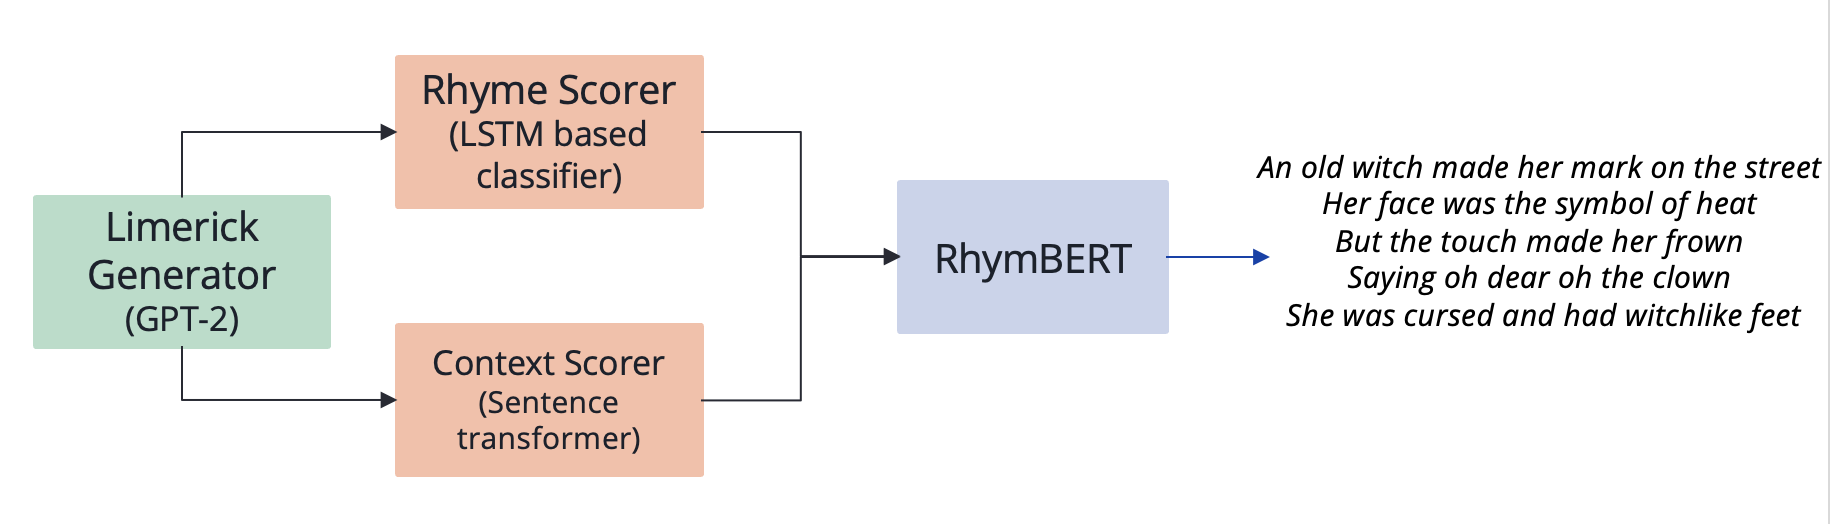 Limerick
Generator
(GPT-2)
Rhyme Scorer
(LSTM based
classifier)
Context Scorer
(Sentence
transformer)
RhymBERT
An old witch made her mark on the street
Her face was the symbol of heat
But the touch made her frown
Saying oh dear oh the clown
She was cursed and had witchlike feet